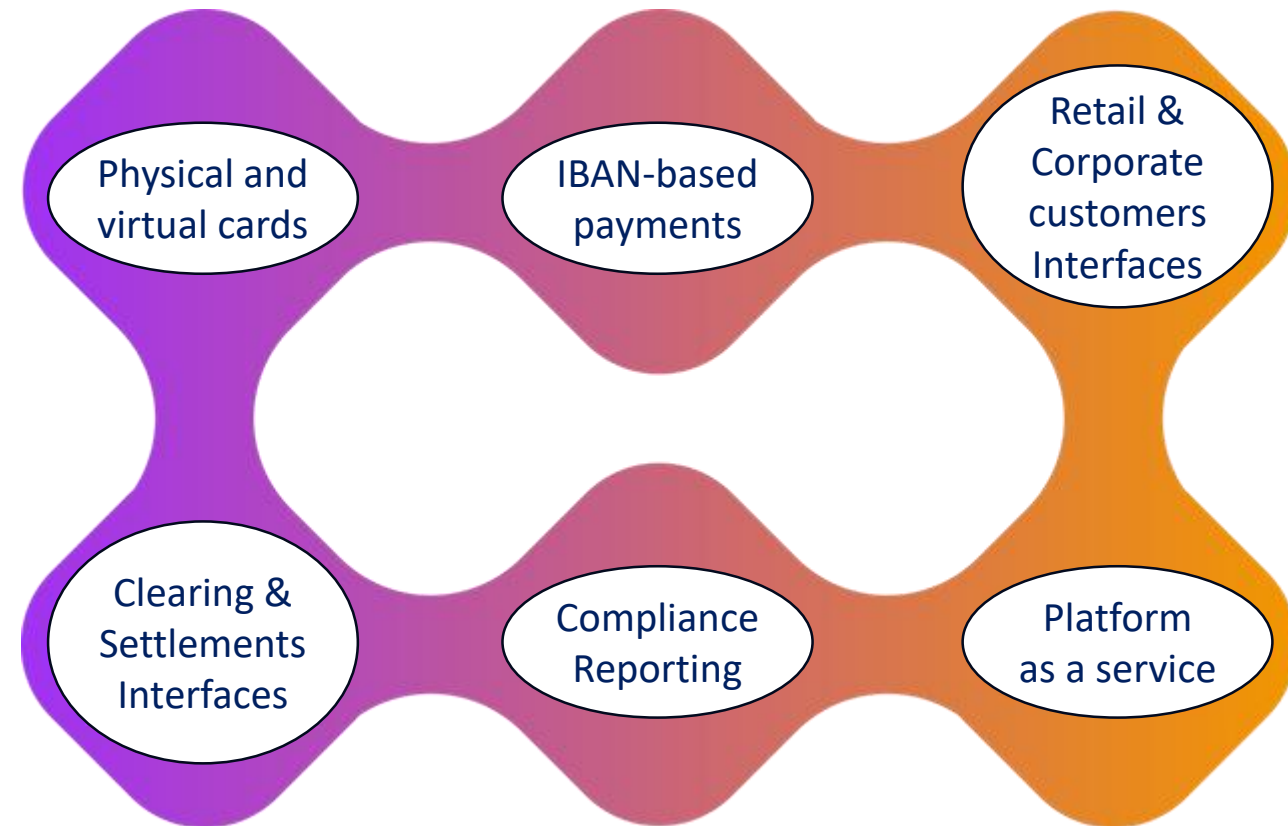 Physical and
virtual cards
IBAN-based
payments
Retail &
Corporate
customers
Interfaces
Clearing &
Settlements
Interfaces
Compliance
Reporting
Platform
as a service